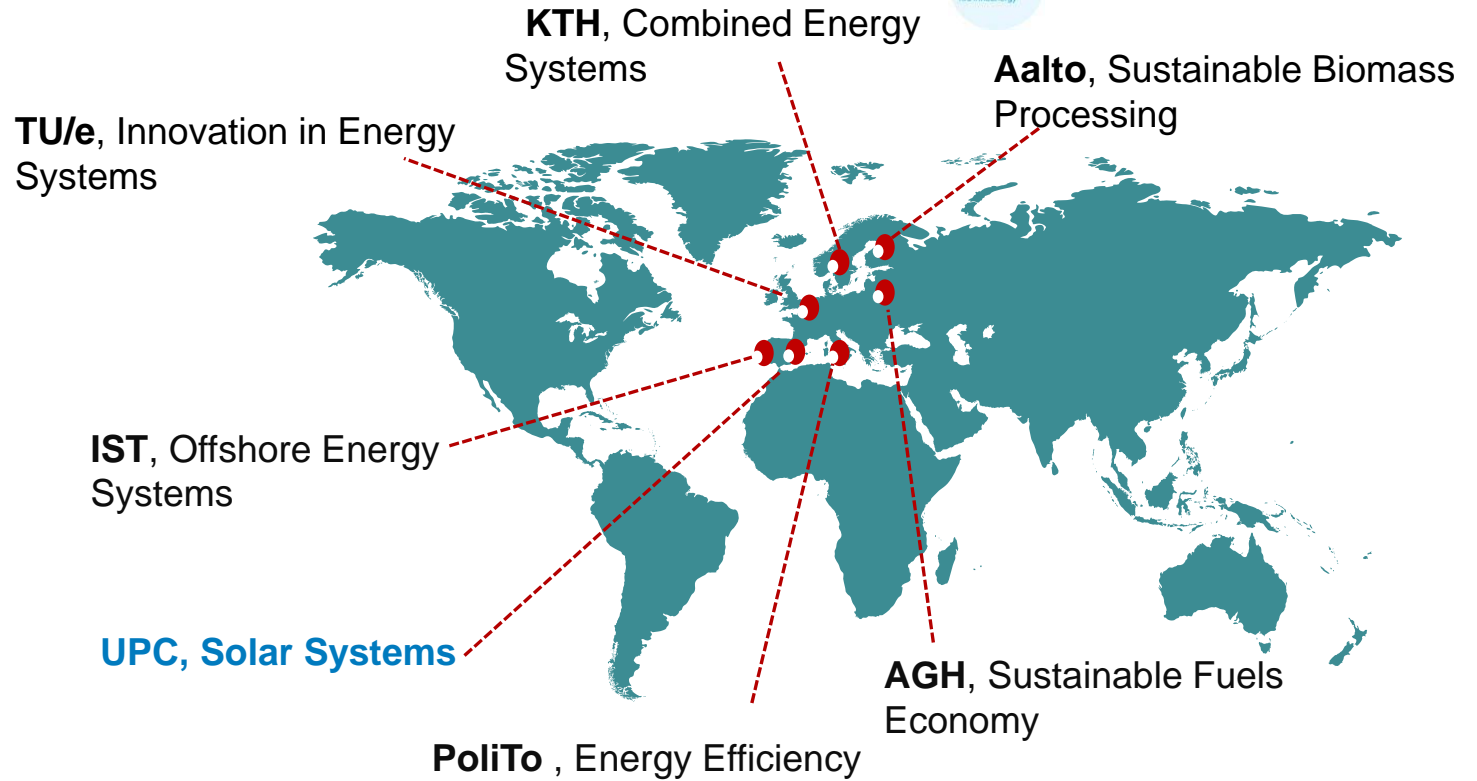 KTH, Combined Energy
Systems
Aalto, Sustainable Biomass
Processing
TU/e, Innovation in Energy
Systems
IST, Offshore Energy
Systems
UPC, Solar Systems
AGH, Sustainable Fuels
Economy
PoliTo , Energy Efficiency